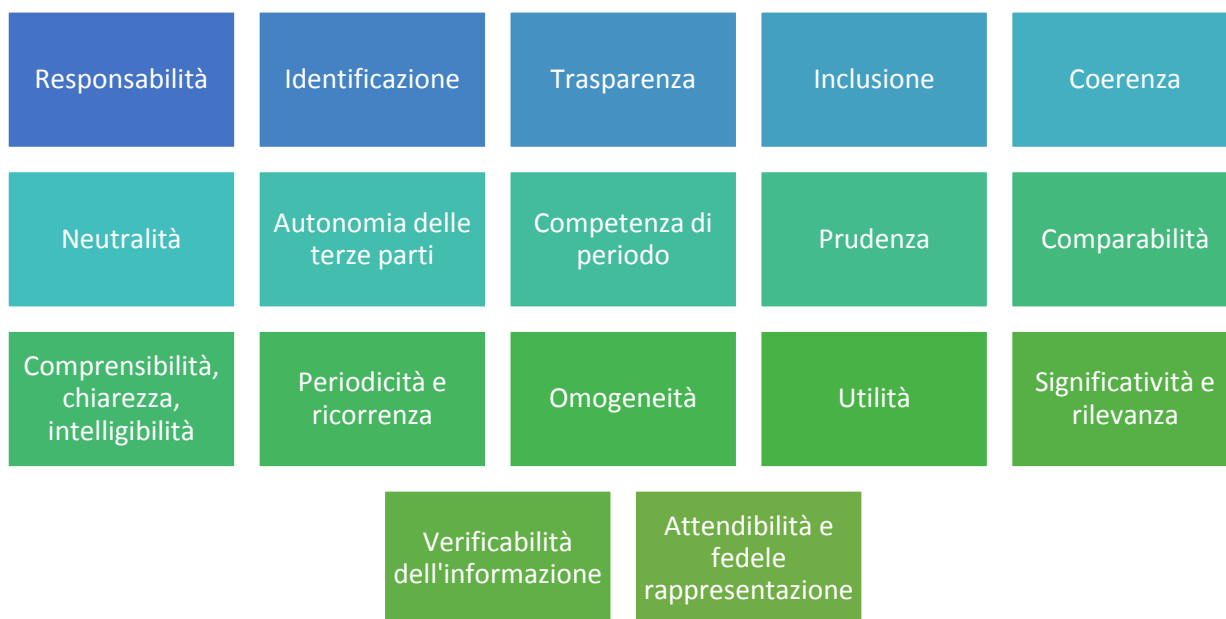 Responsabilità
Identificazione
Trasparenza
Inclusione
Coerenza
Neutralità
Autonomia delle
terze parti
Competenza di
periodo
Prudenza
Comparabilità
Comprensibilità,
chiarezza,
intelligibilità
Periodicità e
ricorrenza
Omogeneità
Utilità
Significatività e
rilevanza
Verificabilità
dell'informazione
Attendibilità e
fedele
rappresentazione